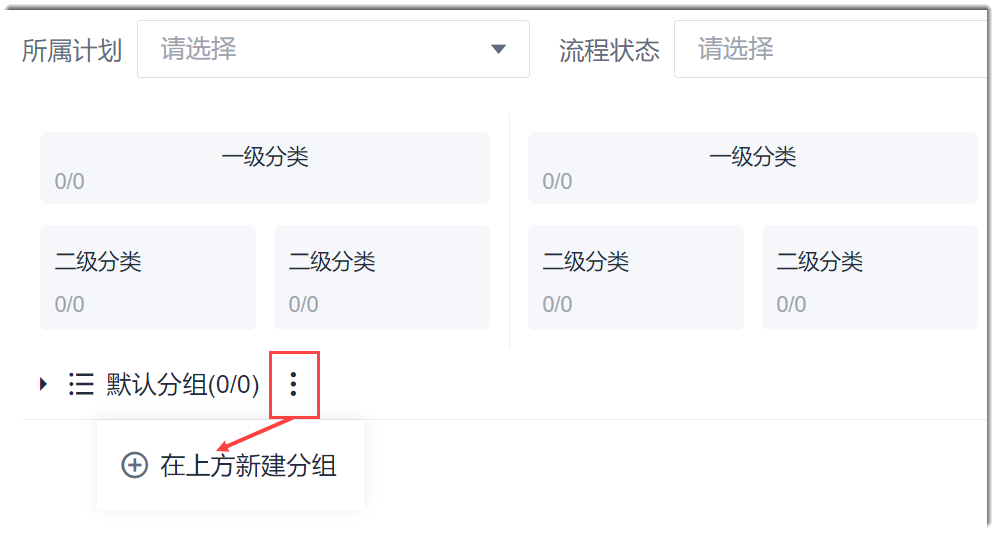 所属计划 请选择 流程状态 请选择
一级分类 一级分类
0/0 0/0
二级分类 二级分类 二级分类 二级分类
0/0 0/0 0/0 0/0
默认分组(0/0)
在上方新建分组